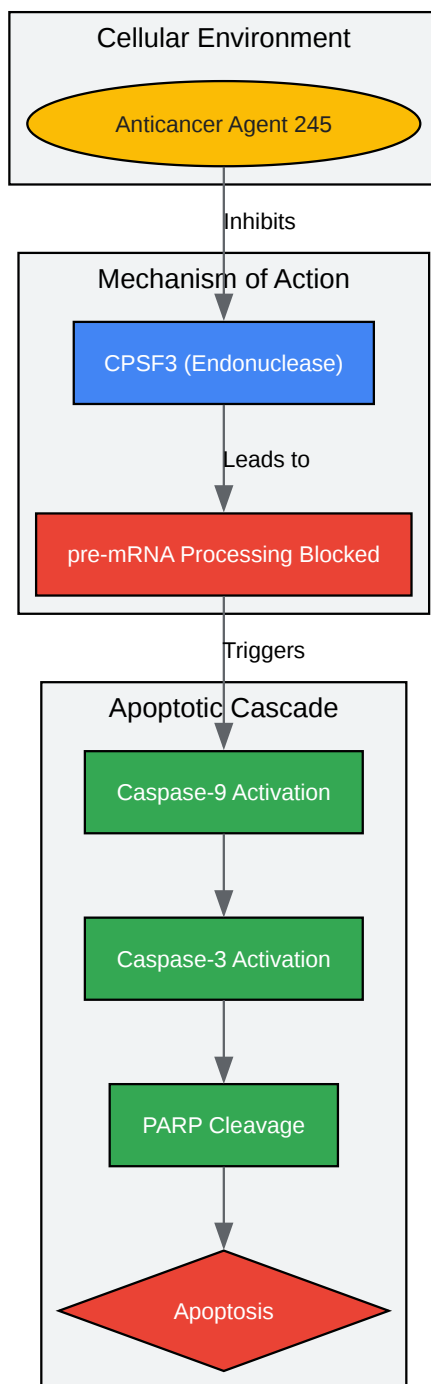 Cellular Environment
Anticancer Agent 245
Inhibits
Mechanism of Action
CPSF3 (Endonuclease)
Leads to
pre-mRNA Processing Blocked
Triggers
Apoptotic Cascade
Caspase-9 Activation
Caspase-3 Activation
PARP Cleavage
Apoptosis